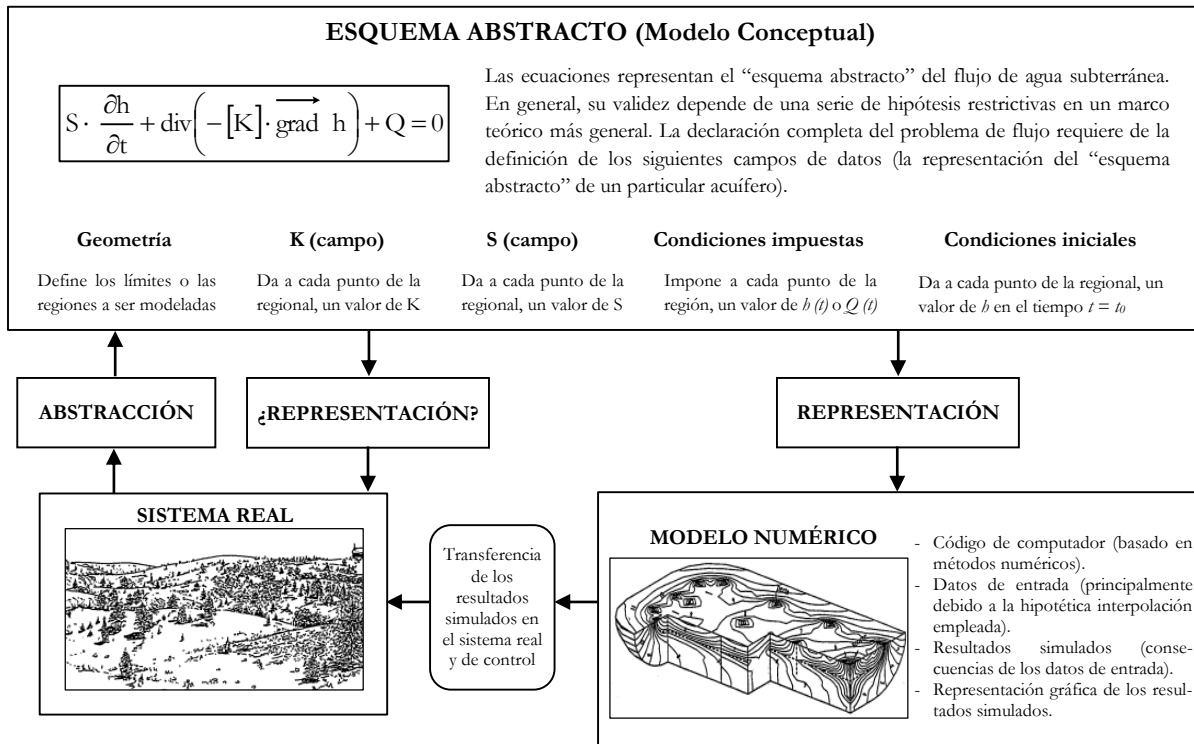 ESQUEMA ABSTRACTO (Modelo Conceptual)
S · ∂h/∂t + div(−[K]·grad h) + Q = 0
Las ecuaciones representan el “esquema abstracto” del flujo de agua subterránea.
En general, su validez depende de una serie de hipótesis restrictivas en un marco
teórico más general. La declaración completa del problema de flujo requiere de la
definición de los siguientes campos de datos (la representación del “esquema
abstracto” de un particular acuífero).
Geometría
Define los límites o las
regiones a ser modeladas
K (campo)
Da a cada punto de la
regional, un valor de K
S (campo)
Da a cada punto de la
regional, un valor de S
Condiciones impuestas
Impone a cada punto de la
región, un valor de h (t) o Q (t)
Condiciones iniciales
Da a cada punto de la regional, un
valor de h en el tiempo t = t0
ABSTRACCIÓN
¿REPRESENTACIÓN?
REPRESENTACIÓN
SISTEMA REAL
Transferencia
de los
resultados
simulados en
el sistema real
y de control
MODELO NUMÉRICO
- Código de computador (basado en
métodos numéricos).
- Datos de entrada (principalmente
debido a la hipotética interpolación
empleada).
- Resultados simulados (conse-
cuencias de los datos de entrada).
- Representación gráfica de los resul-
tados simulados.